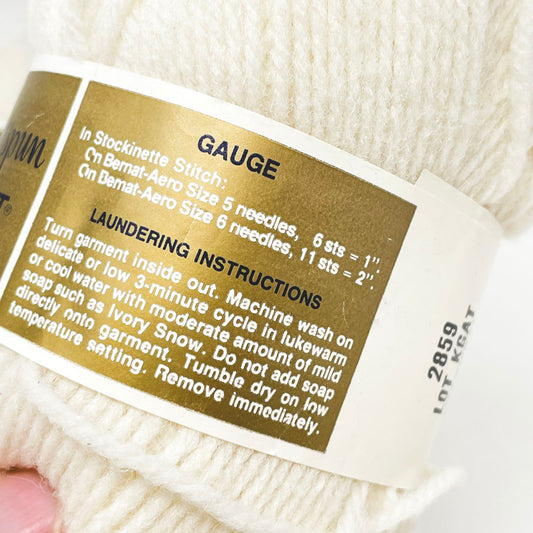 GAUGE
In Stockinette Stitch:
On Bernat-Aero Size 5 needles, 6 sts = 1".
On Bernat-Aero Size 6 needles, 11 sts = 2".
LAUNDERING INSTRUCTIONS
Turn garment inside out. Machine wash on
delicate or low 3-minute cycle in lukewarm
or cool water with moderate amount of mild
soap such as Ivory Snow. Do not add soap
directly onto garment. Tumble dry on low
temperature setting. Remove immediately.
2859
LOT KGAT